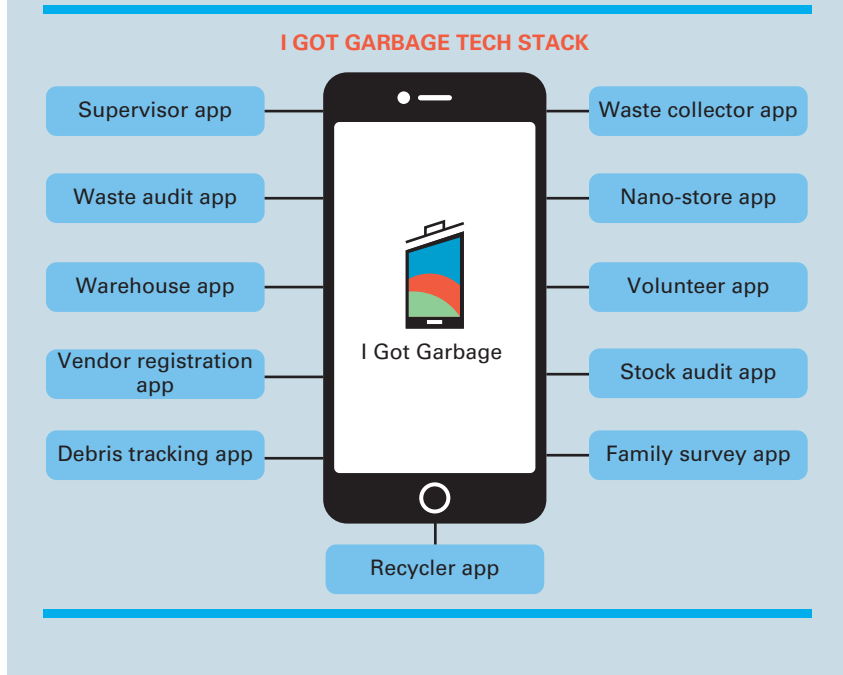 I GOT GARBAGE TECH STACK
Supervisor app
Waste collector app
Waste audit app
Nano-store app
Warehouse app
Volunteer app
I Got Garbage
Vendor registration
app
Stock audit app
Debris tracking app
Family survey app
Recycler app